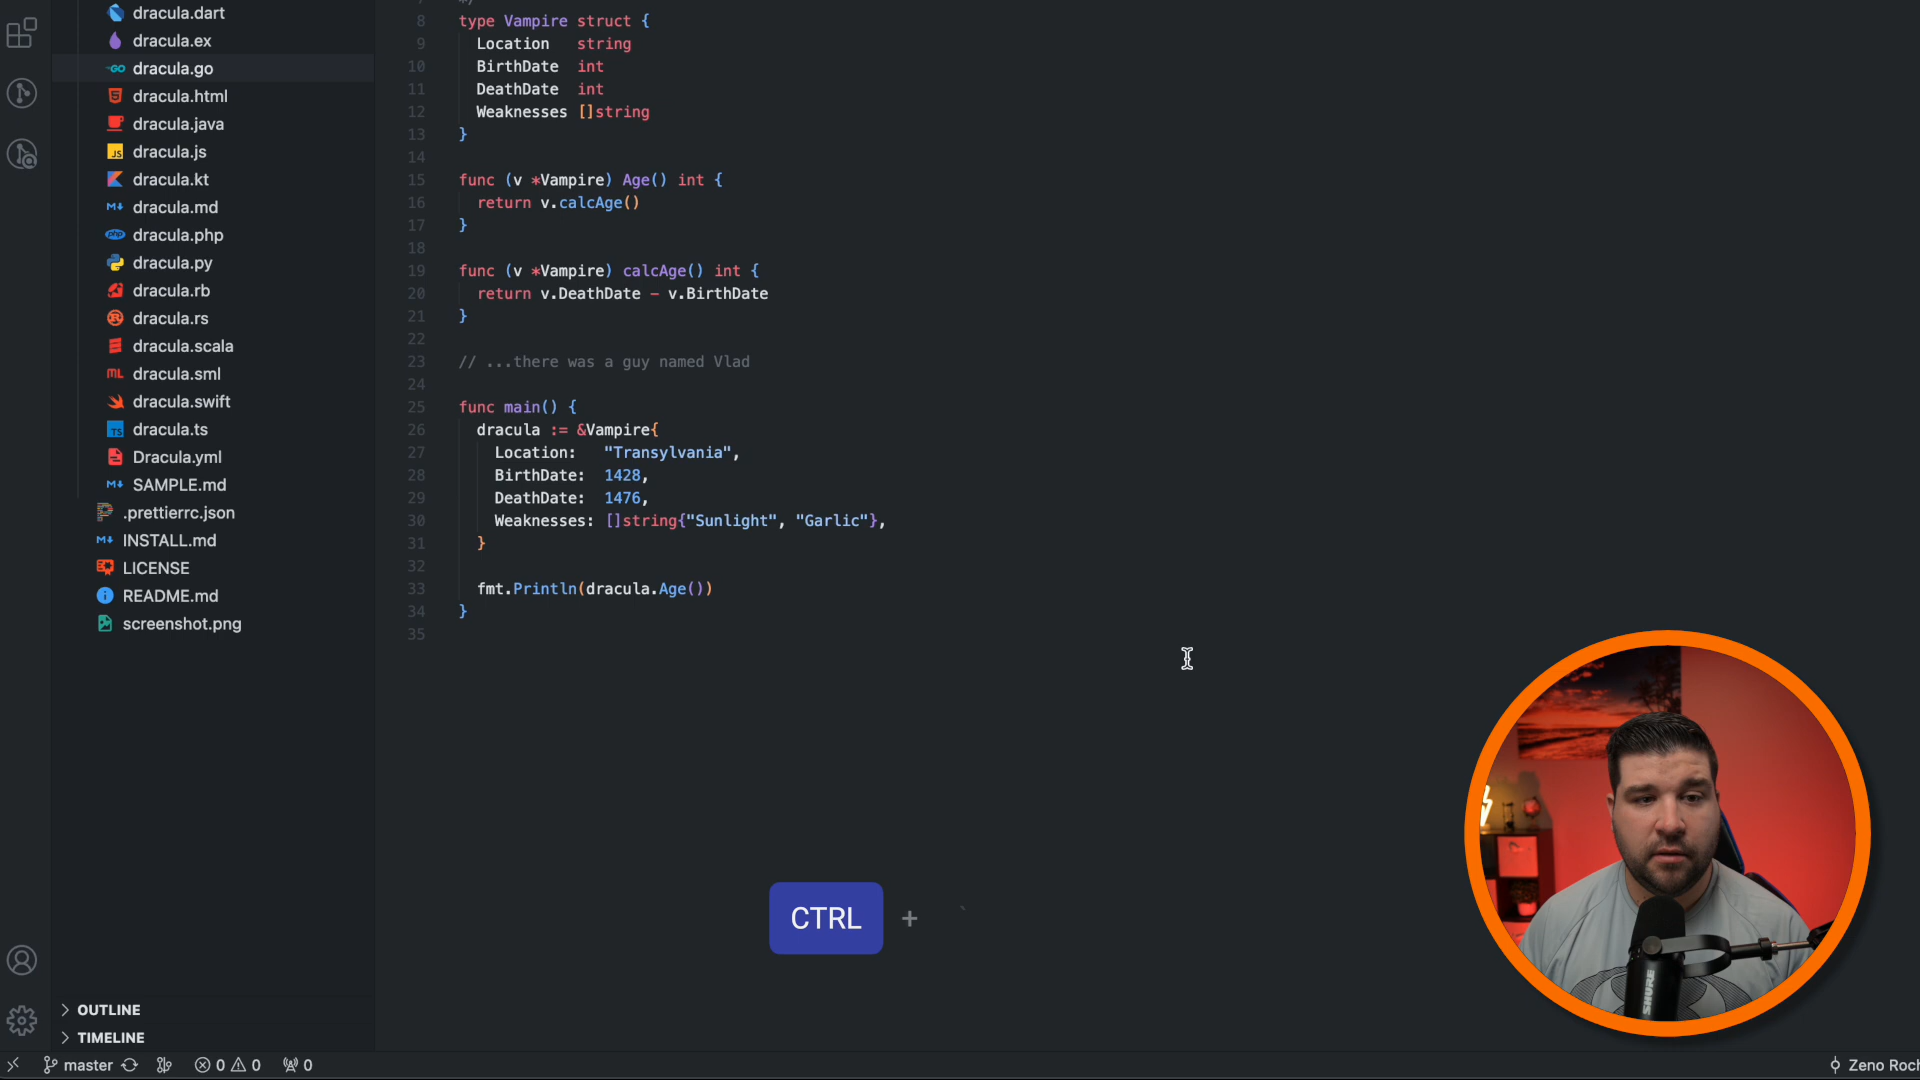 dracula.dart
dracula.ex
dracula.go
dracula.html
dracula.java
dracula.js
dracula.kt
dracula.md
dracula.php
dracula.py
dracula.rb
dracula.rs
dracula.scala
dracula.sml
dracula.swift
dracula.ts
Dracula.yml
SAMPLE.md
.prettierrc.json
INSTALL.md
LICENSE
README.md
screenshot.png
OUTLINE
TIMELINE
8 type Vampire struct {
9 Location string
10 BirthDate int
11 DeathDate int
12 Weaknesses []string
13 }
14
15 func (v *Vampire) Age() int {
16 return v.calcAge()
17 }
18
19 func (v *Vampire) calcAge() int {
20 return v.DeathDate - v.BirthDate
21 }
22
23 // ...there was a guy named Vlad
24
25 func main() {
26 dracula := &Vampire{
27 Location: "Transylvania",
28 BirthDate: 1428,
29 DeathDate: 1476,
30 Weaknesses: []string{"Sunlight", "Garlic"},
31 }
32
33 fmt.Println(dracula.Age())
34 }
35
CTRL + `
SHURE
master 0 0 0
Zeno Roch